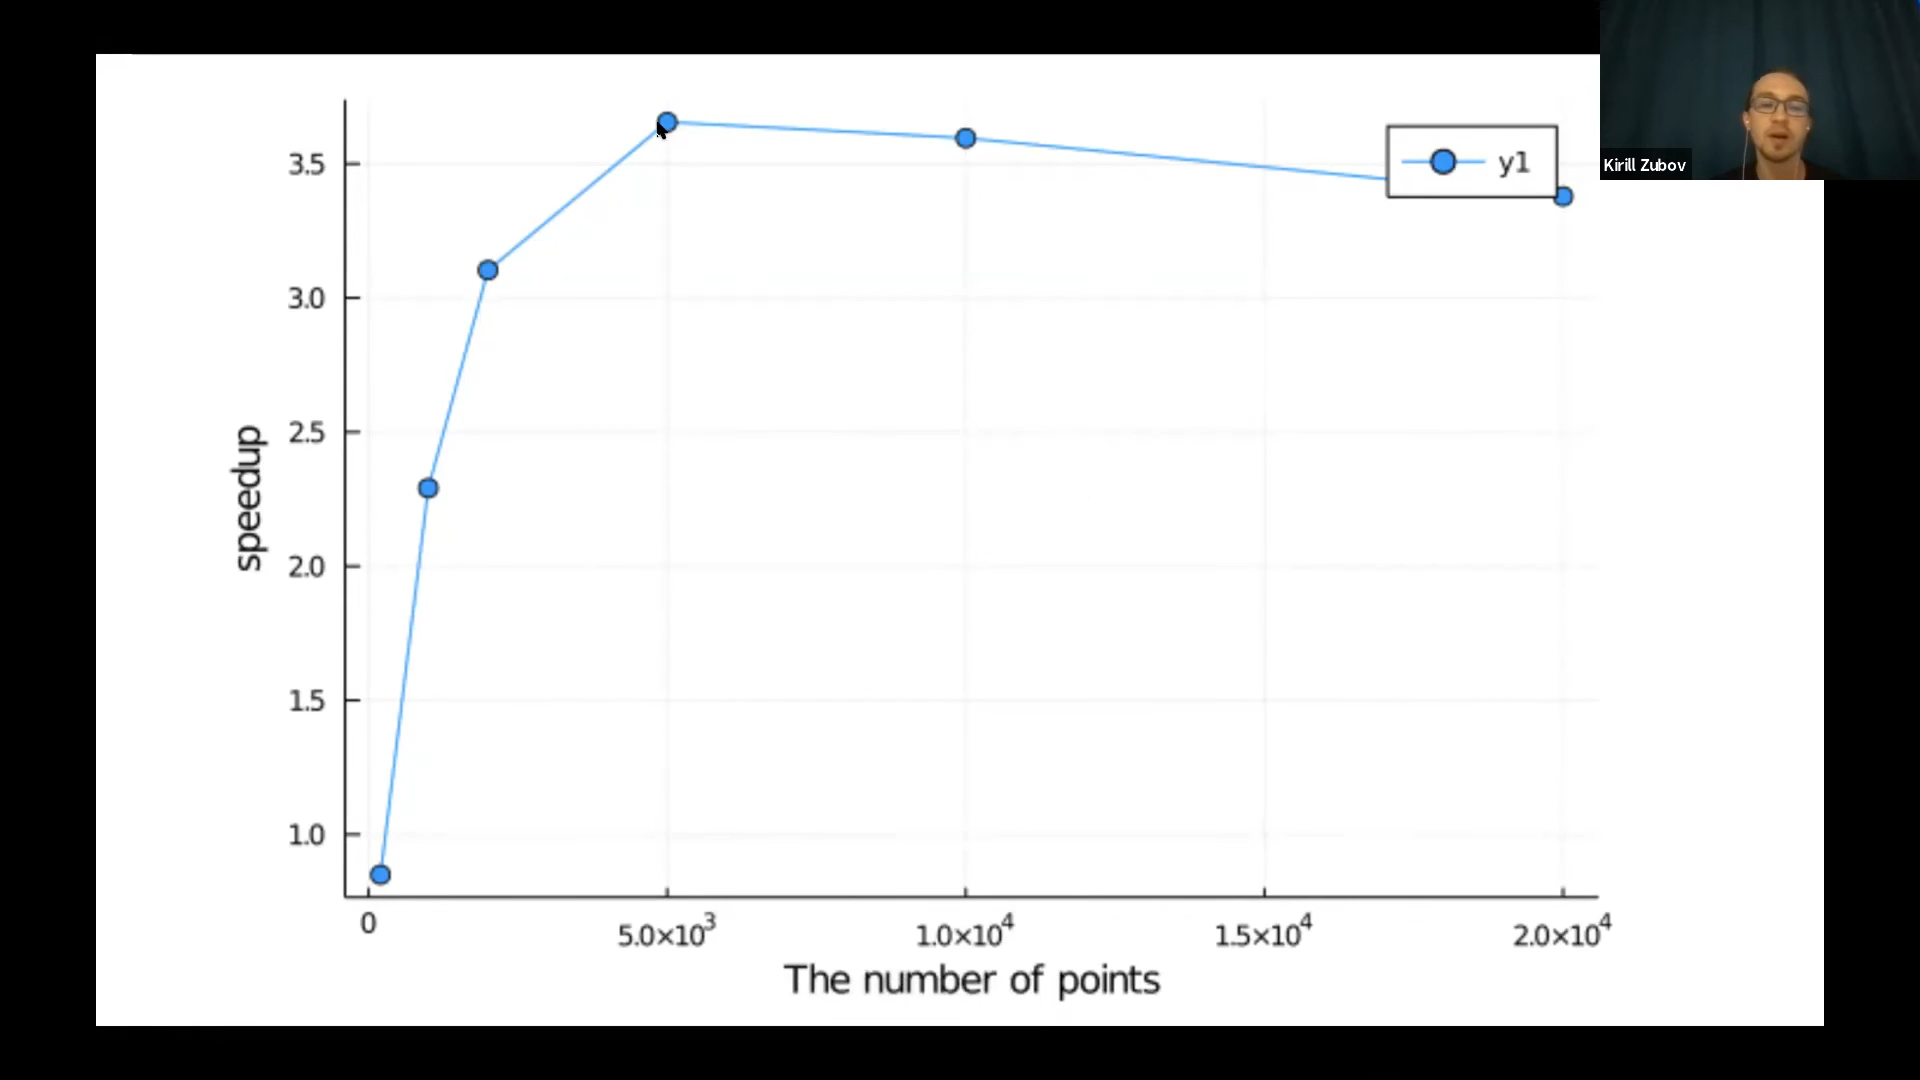 3.5
3.0
2.5
2.0
1.5
1.0
speedup
0
5.0×10³
1.0×10⁴
1.5×10⁴
2.0×10⁴
The number of points
y1
Kirill Zubov